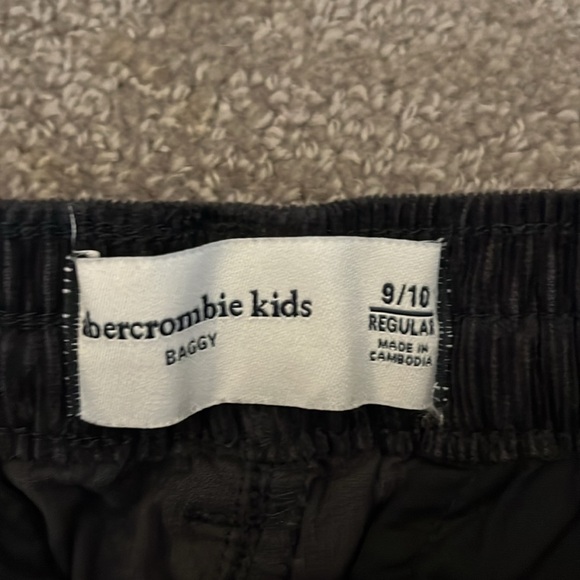 abercrombie kids
BAGGY
9/10
REGULAR
MADE IN
CAMBODIA